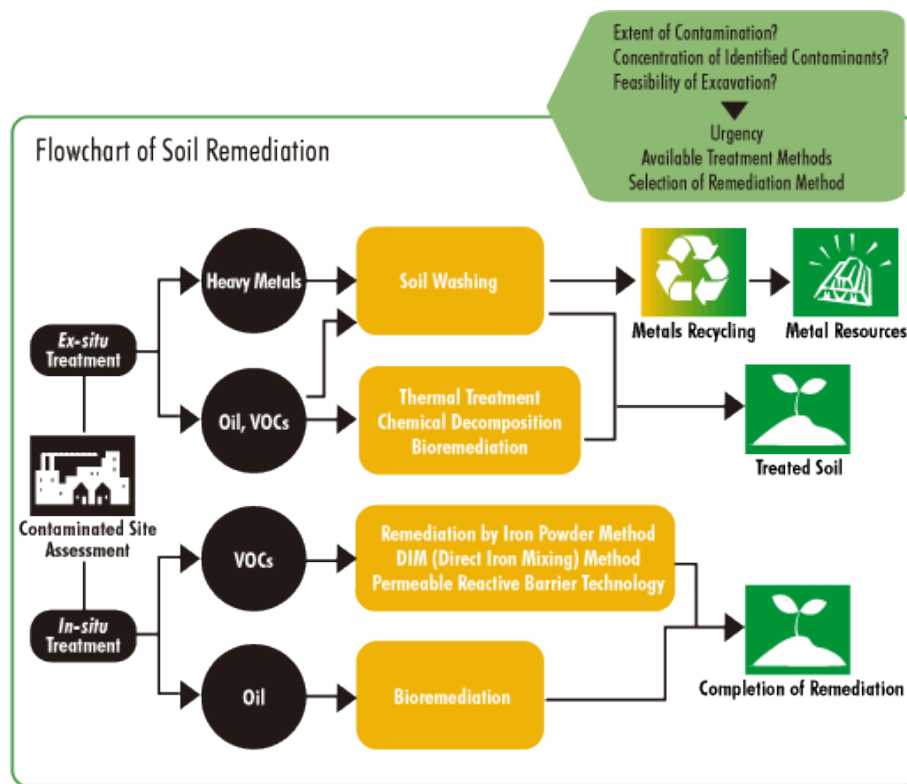 Extent of Contamination?
Concentration of Identified Contaminants?
Feasibility of Excavation?
Urgency
Available Treatment Methods
Selection of Remediation Method
Flowchart of Soil Remediation
Heavy Metals
Soil Washing
Metals Recycling
Metal Resources
Ex-situ
Treatment
Oil, VOCs
Thermal Treatment
Chemical Decomposition
Bioremediation
Treated Soil
Contaminated Site
Assessment
VOCs
Remediation by Iron Powder Method
DIM (Direct Iron Mixing) Method
Permeable Reactive Barrier Technology
In-situ
Treatment
Oil
Bioremediation
Completion of Remediation